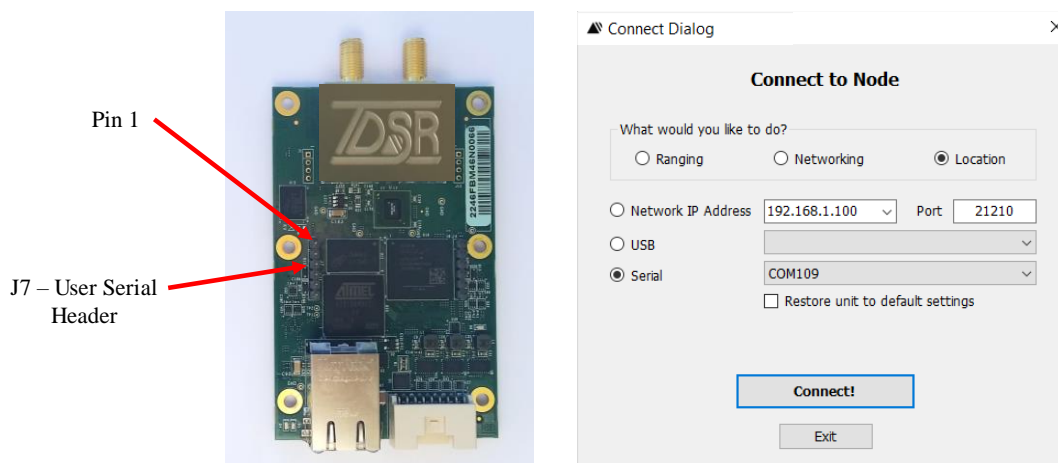 Pin 1
J7 – User Serial
Header
TDSR
2246FBM46N0066
ATMEL
Connect Dialog
Connect to Node
What would you like to do?
Ranging
Networking
Location
Network IP Address
192.168.1.100
Port
21210
USB
Serial
COM109
Restore unit to default settings
Connect!
Exit